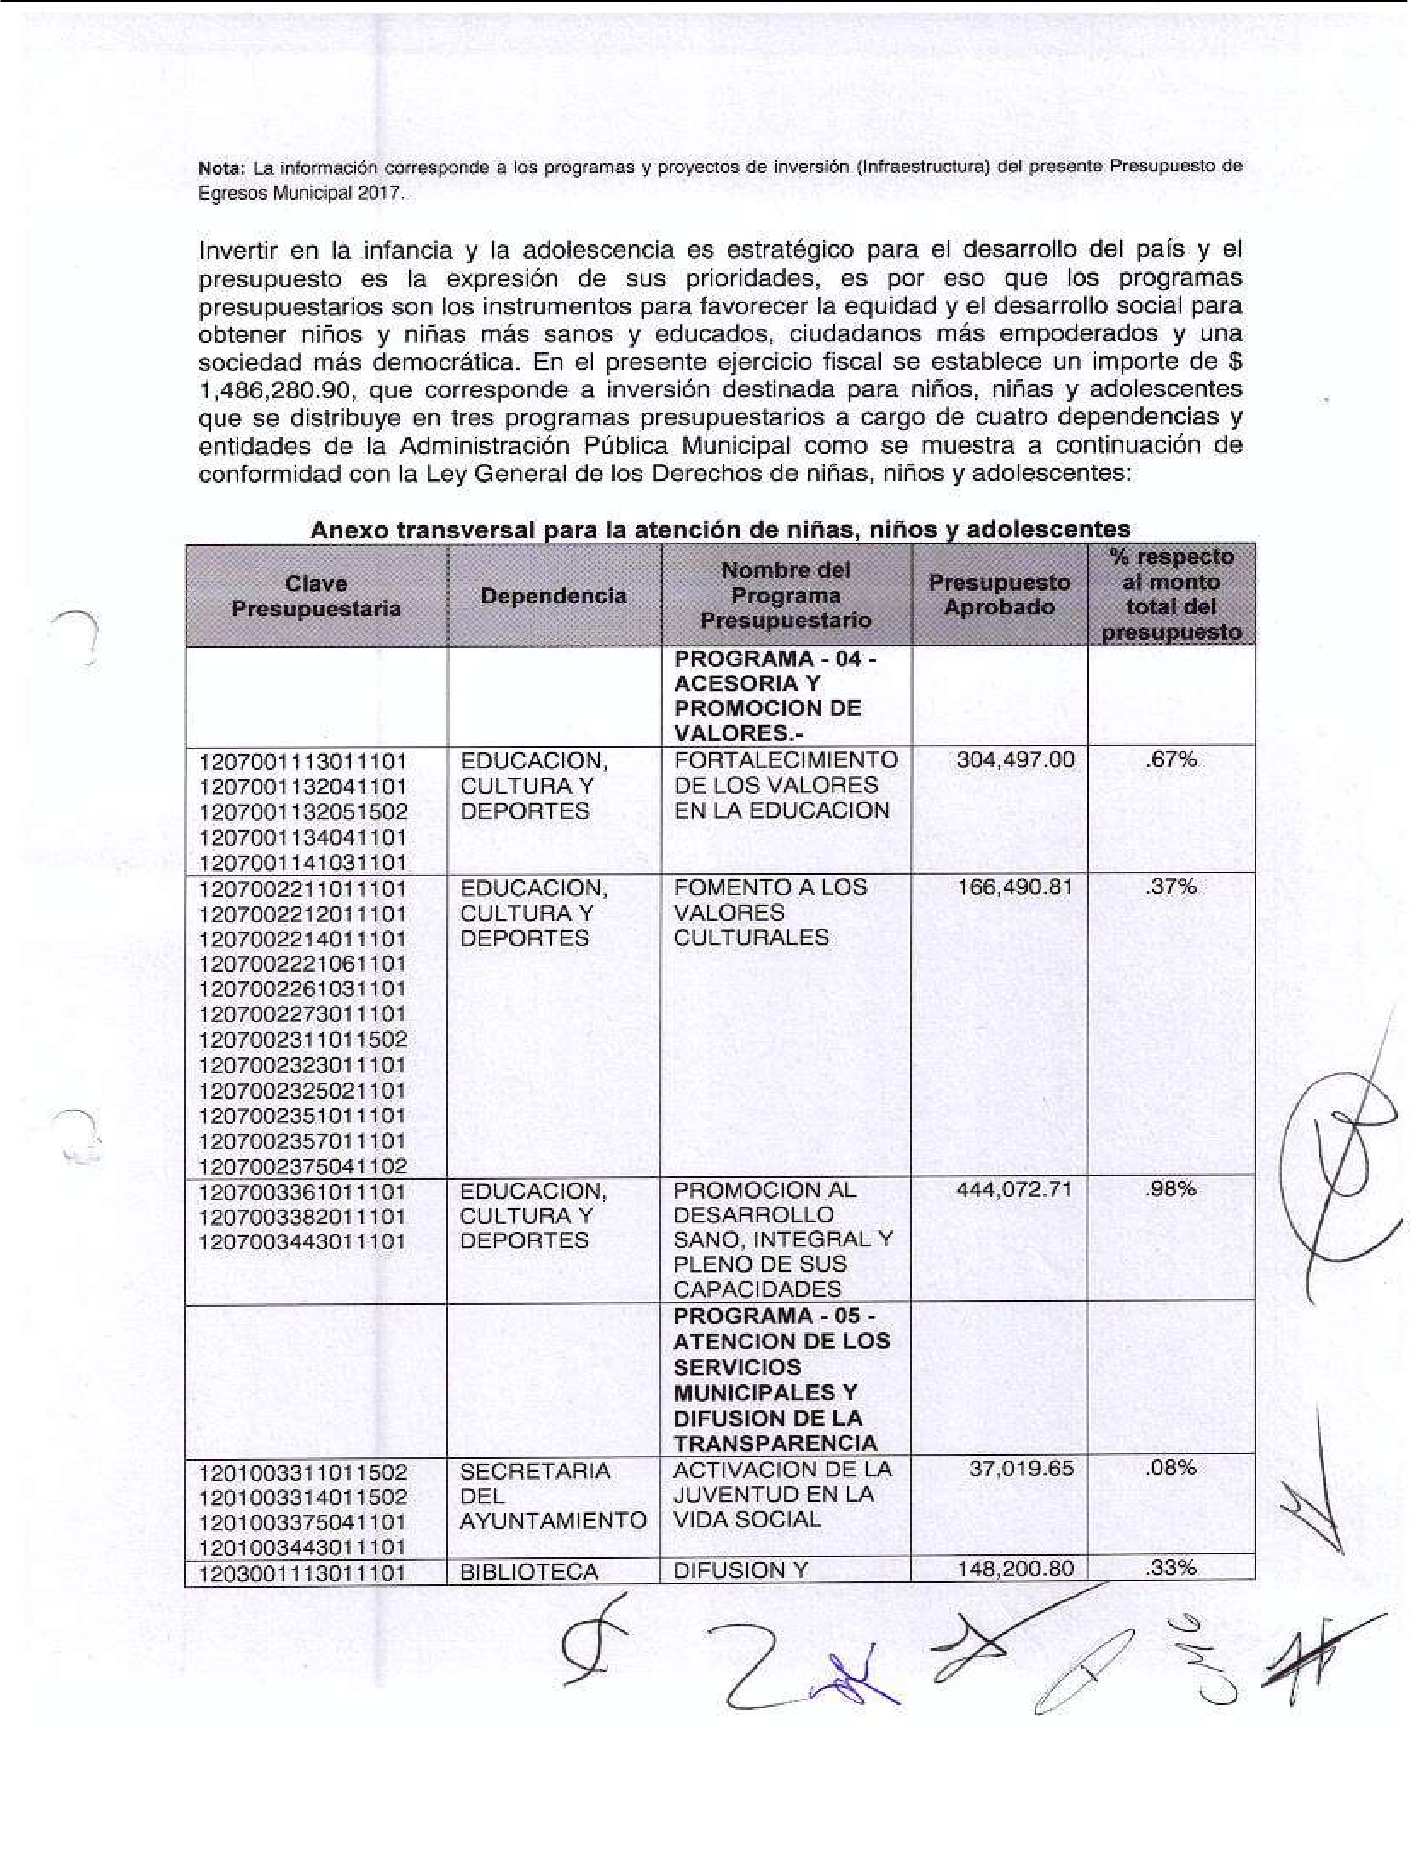 Nota: La información corresponde a los programas y proyectos de inversión (Infraestructura) del presente Presupuesto de
Egresos Municipal 2017.
Invertir en la infancia y la adolescencia es estratégico para el desarrollo del país y el
presupuesto es la expresión de sus prioridades, es por eso que los programas
presupuestarios son los instrumentos para favorecer la equidad y el desarrollo social para
obtener niños y niñas más sanos y educados, ciudadanos más empoderados y una
sociedad más democrática. En el presente ejercicio fiscal se establece un importe de $
1,486,280.90, que corresponde a inversión destinada para niños, niñas y adolescentes
que se distribuye en tres programas presupuestarios a cargo de cuatro dependencias y
entidades de la Administración Pública Municipal como se muestra a continuación de
conformidad con la Ley General de los Derechos de niñas, niños y adolescentes:
Anexo transversal para la atención de niñas, niños y adolescentes
Clave
Presupuestaria
Dependencia
Nombre del
Programa
Presupuestario
Presupuesto
Aprobado
% respecto
al monto
total del
presupuesto
PROGRAMA - 04 -
ACESORIA Y
PROMOCION DE
VALORES.-
1207001113011101
1207001132041101
1207001132051502
1207001134041101
1207001141031101
EDUCACION,
CULTURA Y
DEPORTES
FORTALECIMIENTO
DE LOS VALORES
EN LA EDUCACION
304,497.00
.67%
1207002211011101
1207002212011101
1207002214011101
1207002221061101
1207002261031101
1207002273011101
1207002311011502
1207002323011101
1207002325021101
1207002351011101
1207002357011101
1207002375041102
EDUCACION,
CULTURA Y
DEPORTES
FOMENTO A LOS
VALORES
CULTURALES
166,490.81
.37%
1207003361011101
1207003382011101
1207003443011101
EDUCACION,
CULTURA Y
DEPORTES
PROMOCION AL
DESARROLLO
SANO, INTEGRAL Y
PLENO DE SUS
CAPACIDADES
444,072.71
.98%
PROGRAMA - 05 -
ATENCION DE LOS
SERVICIOS
MUNICIPALES Y
DIFUSION DE LA
TRANSPARENCIA
1201003311011502
1201003314011502
1201003375041101
1201003443011101
SECRETARIA
DEL
AYUNTAMIENTO
ACTIVACION DE LA
JUVENTUD EN LA
VIDA SOCIAL
37,019.65
.08%
1203001113011101
BIBLIOTECA
DIFUSION Y
148,200.80
.33%